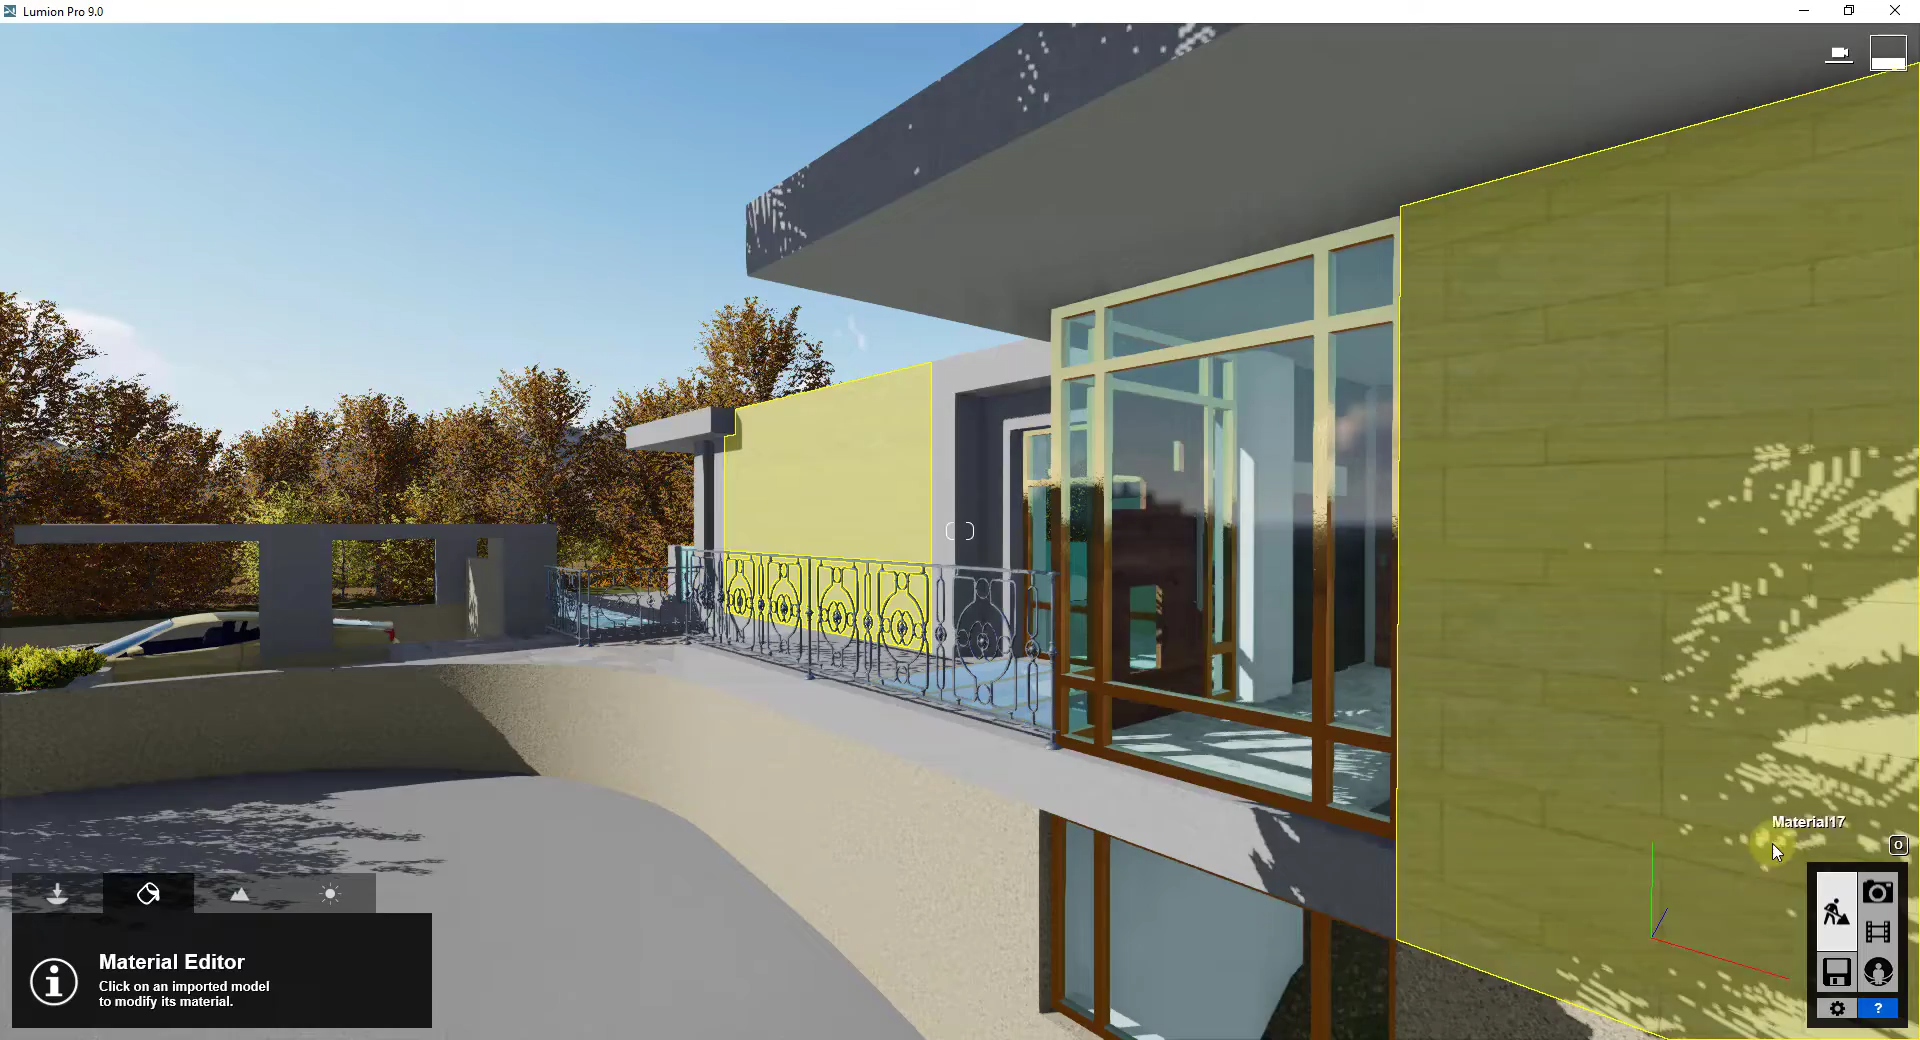 Lumion Pro 9.0
Material17
O
Material Editor
Click on an imported model
to modify its material.
?